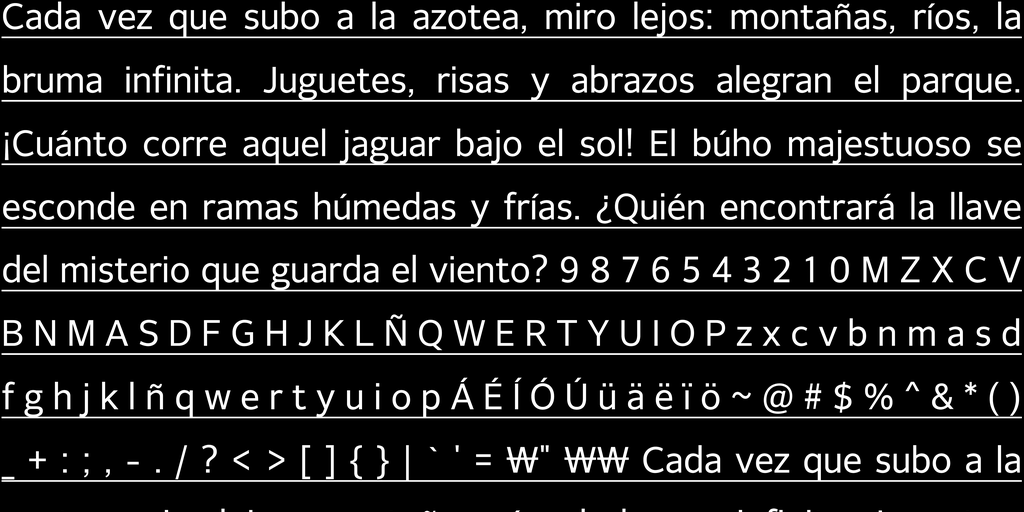 Cada vez que subo a la azotea, miro lejos: montañas, ríos, la
bruma infinita. Juguetes, risas y abrazos alegran el parque.
¡Cuánto corre aquel jaguar bajo el sol! El búho majestuoso se
esconde en ramas húmedas y frías. ¿Quién encontrará la llave
del misterio que guarda el viento? 9 8 7 6 5 4 3 2 1 0 M Z X C V
B N M A S D F G H J K L Ñ Q W E R T Y U I O P z x c v b n m a s d
f g h j k l ñ q w e r t y u i o p Á É Í Ó Ú ü ä ë ï ö ~ @ # $ % ^ & * ( )
_ + : ; , - . / ? < > [ ] { } | ` ' = ₩" ₩₩ Cada vez que subo a la